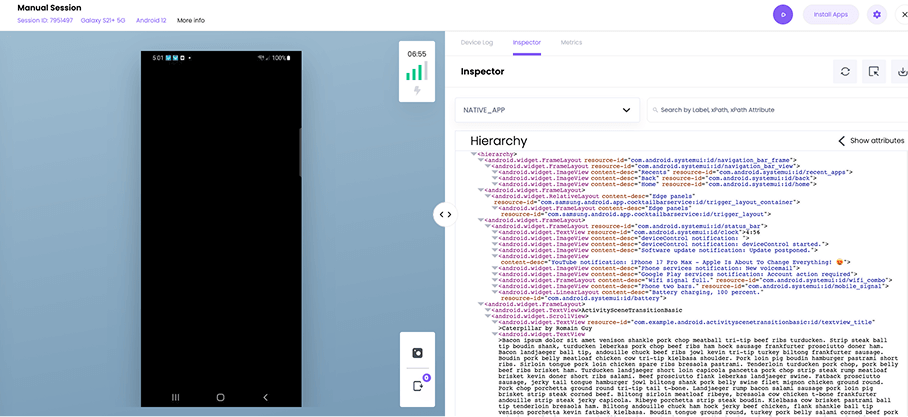 Manual Session
Session ID: 7951497 Galaxy S21+ 5G Android 12 More info
Install Apps
Device Log Inspector Metrics
Inspector
5:01 100%
06:55
NATIVE_APP
Search by Label, xPath, xPath Attribute
Hierarchy
Show attributes
<hierarchy>
<android.widget.FrameLayout resource-id="com.android.systemui:id/navigation_bar_frame">
<android.widget.FrameLayout resource-id="com.android.systemui:id/navigation_bar_view">
<android.widget.ImageView content-desc="Recents" resource-id="com.android.systemui:id/recent_apps">
<android.widget.ImageView content-desc="Back" resource-id="com.android.systemui:id/back">
<android.widget.ImageView content-desc="Home" resource-id="com.android.systemui:id/home">
<android.widget.FrameLayout>
<android.widget.RelativeLayout content-desc="Edge panels"
resource-id="com.samsung.android.app.cocktailbarservice:id/trigger_layout_container">
<android.widget.FrameLayout content-desc="Edge panels"
resource-id="com.samsung.android.app.cocktailbarservice:id/trigger_layout">
<android.widget.FrameLayout>
<android.widget.FrameLayout resource-id="com.android.systemui:id/status_bar">
<android.widget.TextView resource-id="com.android.systemui:id/clock">4:56
<android.widget.ImageView content-desc="deviceControl notification: ">
<android.widget.ImageView content-desc="deviceControl notification: deviceControl started.">
<android.widget.ImageView content-desc="Software update notification: Update postponed.">
<android.widget.ImageView
content-desc="YouTube notification: iPhone 17 Pro Max - Apple Is About To Change Everything! 😍">
<android.widget.ImageView content-desc="Phone services notification: New voicemail">
<android.widget.ImageView content-desc="Google Play services notification: Account action required">
<android.widget.FrameLayout content-desc="Wifi signal full." resource-id="com.android.systemui:id/wifi_combo">
<android.widget.ImageView content-desc="Phone two bars." resource-id="com.android.systemui:id/mobile_signal">
<android.widget.LinearLayout content-desc="Battery charging, 100 percent."
resource-id="com.android.systemui:id/battery">
<android.widget.FrameLayout>
<android.widget.TextView>ActivitySceneTransitionBasic
<android.widget.ScrollView>
<android.widget.TextView resource-id="com.example.android.activityscenetransitionbasic:id/textview_title"
>Caterpillar by Romain Guy
<android.widget.TextView
>Bacon ipsum dolor sit amet venison shankle pork chop meatball tri-tip beef ribs turducken. Steak ball
tip boudin shank, turducken leberkas pork chop beef ribs ham hock sausage frankfurter prosciutto doner ham.
Bacon landjaeger ball tip, andouille chuck beef ribs jowl kevin tri-tip turkey biltong frankfurter andouille.
Boudin pork belly meatloaf chicken cow tri-tip kielbasa shoulder. Pork loin pig boudin hamburger pastrami short
ribs. Sirloin tongue pork loin chicken spare ribs bresaola pastrami. Tenderloin turducken pork chop, pork belly
beef ribs brisket ham. Turducken landjaeger short loin capicola pancetta pork chop strip steak rump meatloaf
brisket kevin doner short ribs salami. Beef prosciutto flank leberkas landjaeger swine. Fatback prosciutto
sausage, jerky tail tongue hamburger jowl biltong shank pork belly swine filet mignon chicken ground round.
Pork chop porchetta ground round tri-tip tail t-bone. Landjaeger rump bacon salami sausage pork loin pig
brisket strip steak corned beef. Biltong sirloin meatloaf ribeye, bresaola cow brisket t-bone frankfurter
andouille strip steak jerky capicola. Ribeye porchetta strip steak doudle. Kielbasa cow brisket pastrami ball
tip tenderloin bresaola ham. Biltong andouille chuck ham hock jerky beef chicken, flank shankle ball tip
venison porchetta kevin fatback kielbasa. Boudin tongue ground round, turkey pork loin salami corned beef pork